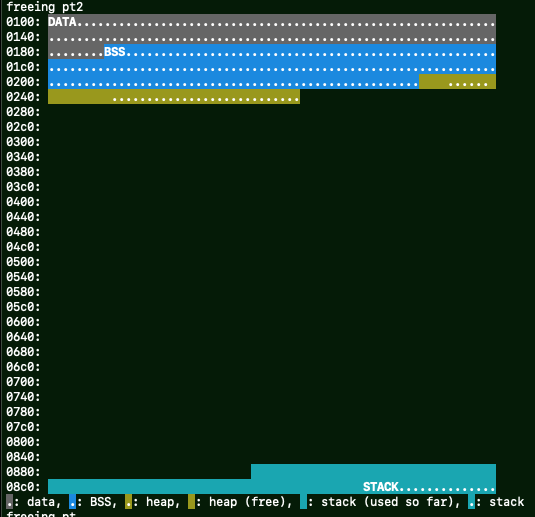 freeing pt2
0100: DATA............................................................
0140: ................................................................
0180: ........BSS.....................................................
01c0: ................................................................
0200: .....................................................    ......
0240:          ...........................
0280:
02c0:
0300:
0340:
0380:
03c0:
0400:
0440:
0480:
04c0:
0500:
0540:
0580:
05c0:
0600:
0640:
0680:
06c0:
0700:
0740:
0780:
07c0:
0800:
0840:
0880:
08c0:                                              STACK..............
.: data, .: BSS, .: heap,  : heap (free),  : stack (used so far), .: stack
freeing pt